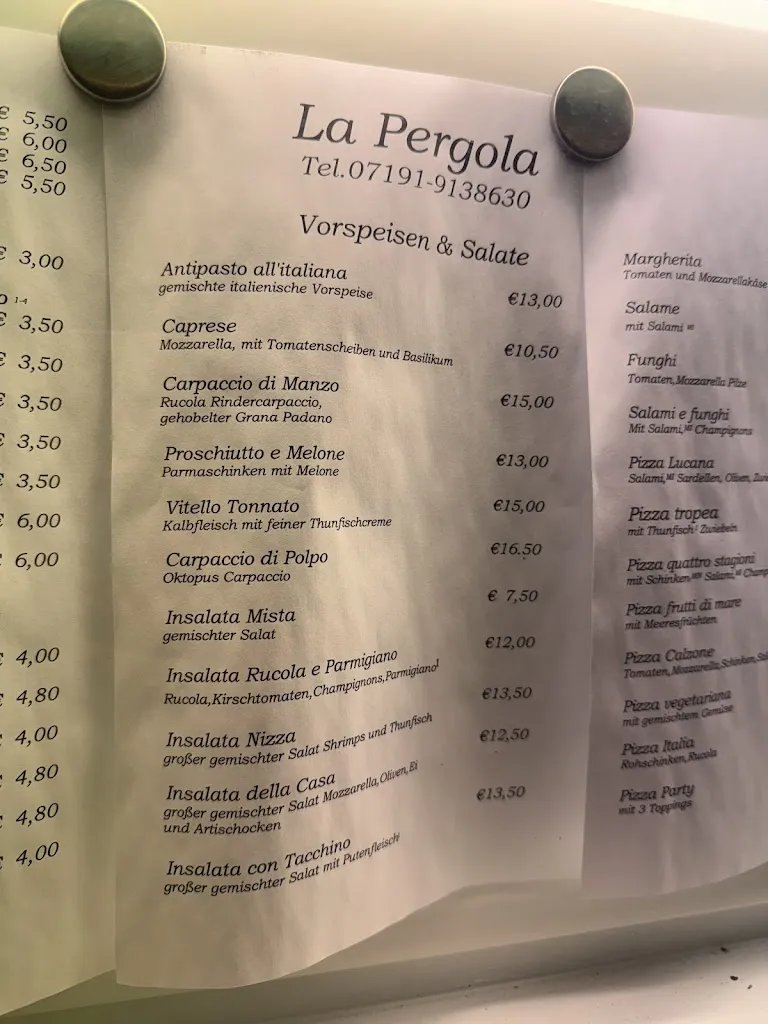 € 5,50
€ 6,00
€ 6,50
€ 5,50
€ 3,00
1-4
€ 3,50
€ 3,50
€ 3,50
€ 3,50
€ 3,50
€ 6,00
€ 6,00
€ 4,00
€ 4,80
€ 4,00
€ 4,80
€ 4,80
€ 4,00
La Pergola
Tel.07191-9138630
Vorspeisen & Salate
Antipasto all'italiana
gemischte italienische Vorspeise
€13,00
Caprese
Mozzarella, mit Tomatenscheiben und Basilikum
€10,50
Carpaccio di Manzo
Rucola Rindercarpaccio,
gehobelter Grana Padano
€15,00
Proschiutto e Melone
Parmaschinken mit Melone
€13,00
Vitello Tonnato
Kalbfleisch mit feiner Thunfischcreme
€15,00
Carpaccio di Polpo
Oktopus Carpaccio
€16.50
Insalata Mista
gemischter Salat
€ 7,50
Insalata Rucola e Parmigiano
Rucola,Kirschtomaten,Champignons,Parmigiano
€12,00
Insalata Nizza
großer gemischter Salat Shrimps und Thunfisch
€13,50
Insalata della Casa
großer gemischter Salat Mozzarella,Oliven,Ei
und Artischocken
€12,50
Insalata con Tacchino
großer gemischter Salat mit Putenfleisch
€13,50
Margherita
Tomaten und Mozzarellakäse
Salame
mit Salami
Funghi
Tomaten,Mozzarella Pilze
Salami e funghi
Mit Salami, Champignons
Pizza Lucana
Salami, Sardellen, Oliven,
Pizza tropea
mit Thunfisch Zwiebeln
Pizza quattro stagioni
mit Schinken Salami,
Pizza frutti di mare
mit Meeresfrüchten
Pizza Calzone
Tomaten,Mozzarella,Schinken,
Pizza vegetariana
mit gemischtem Gemüse
Pizza Italia
Rohschinken,Rucola
Pizza Party
mit 3 Toppings